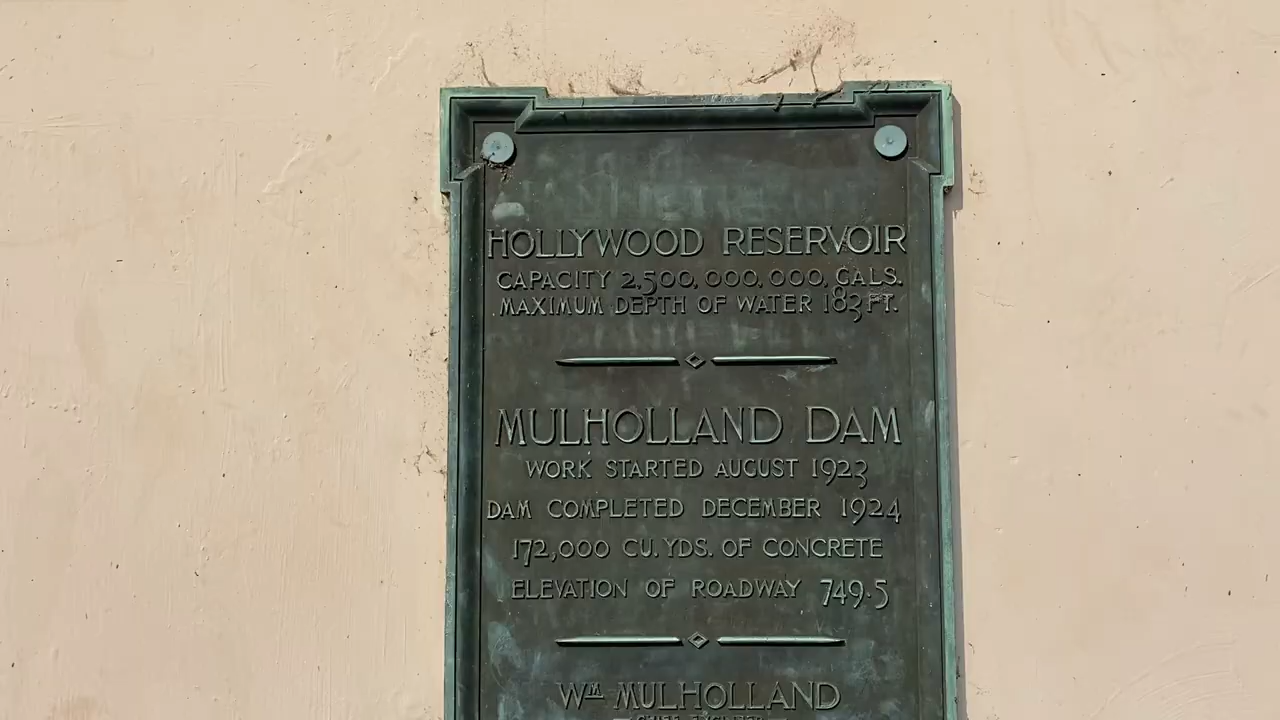 HOLLYWOOD RESERVOIR
CAPACITY 2,500,000,000, GALS.
MAXIMUM DEPTH OF WATER 183 FT.
MULHOLLAND DAM
WORK STARTED AUGUST 1923
DAM COMPLETED DECEMBER 1924
172,000 CU. YDS. OF CONCRETE
ELEVATION OF ROADWAY 749.5
WM MULHOLLAND